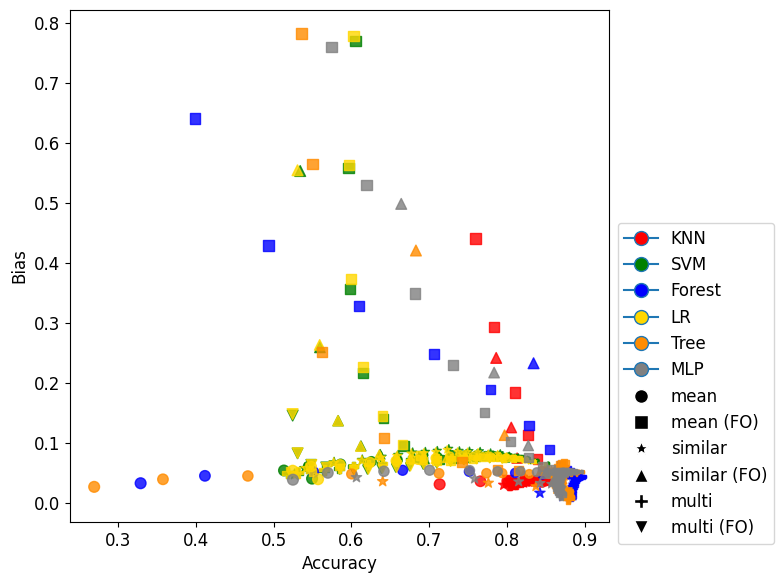 0.8
0.7
0.6
0.5
0.4
0.3
0.2
0.1
0.0
Bias
0.3 0.4 0.5 0.6 0.7 0.8 0.9
Accuracy
KNN
SVM
Forest
LR
Tree
MLP
mean
mean (FO)
similar
similar (FO)
multi
multi (FO)